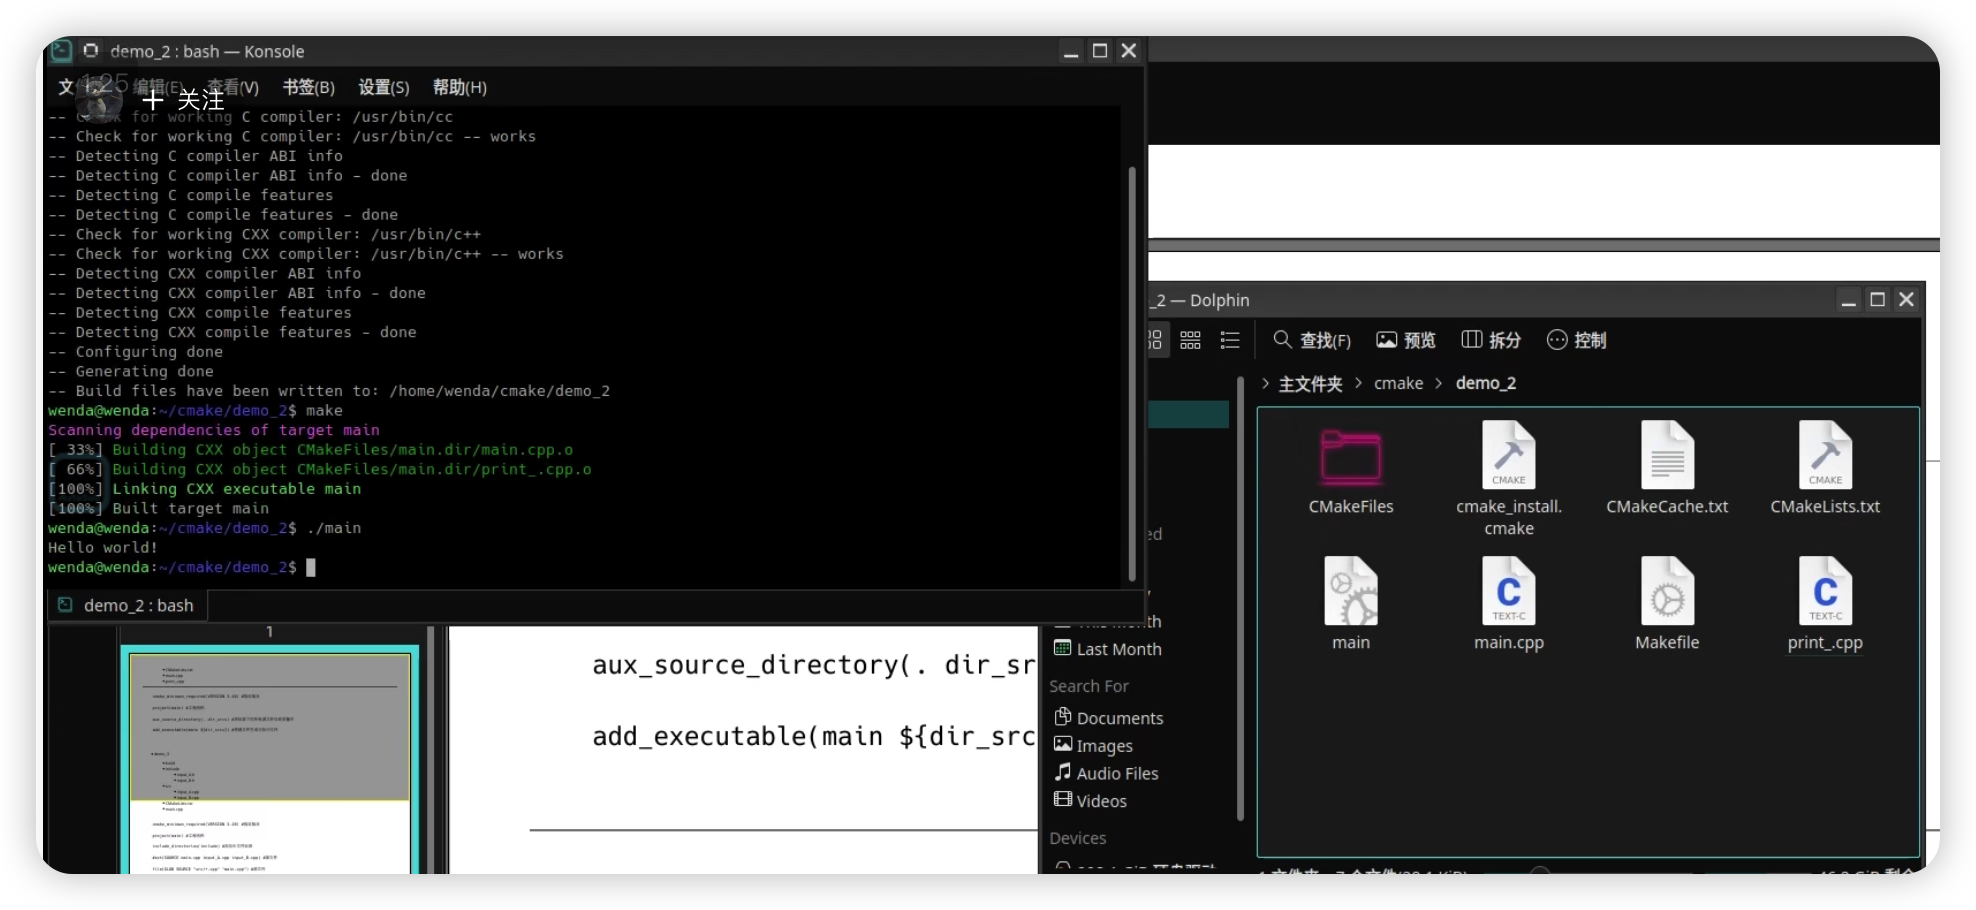 demo_2 : bash — Konsole
编辑(E) 查看(V) 书签(B) 设置(S) 帮助(H)
1:25
+ 关注
-- Check for working C compiler: /usr/bin/cc
-- Check for working C compiler: /usr/bin/cc -- works
-- Detecting C compiler ABI info
-- Detecting C compiler ABI info - done
-- Detecting C compile features
-- Detecting C compile features - done
-- Check for working CXX compiler: /usr/bin/c++
-- Check for working CXX compiler: /usr/bin/c++ -- works
-- Detecting CXX compiler ABI info
-- Detecting CXX compiler ABI info - done
-- Detecting CXX compile features
-- Detecting CXX compile features - done
-- Configuring done
-- Generating done
-- Build files have been written to: /home/wenda/cmake/demo_2
wenda@wenda:~/cmake/demo_2$ make
Scanning dependencies of target main
[ 33%] Building CXX object CMakeFiles/main.dir/main.cpp.o
[ 66%] Building CXX object CMakeFiles/main.dir/print_.cpp.o
[100%] Linking CXX executable main
[100%] Built target main
wenda@wenda:~/cmake/demo_2$ ./main
Hello world!
wenda@wenda:~/cmake/demo_2$
demo_2 : bash
1
aux_source_directory(. dir_sr
add_executable(main ${dir_src
_2 — Dolphin
查找(F) 预览 拆分 控制
> 主文件夹 > cmake > demo_2
ed
Last Month
Search For
Documents
Images
Audio Files
Videos
Devices
CMakeFiles
cmake_install.
cmake
CMakeCache.txt
CMakeLists.txt
main
main.cpp
Makefile
print_.cpp
CMAKE
CMAKE
TEXT-C
TEXT-C